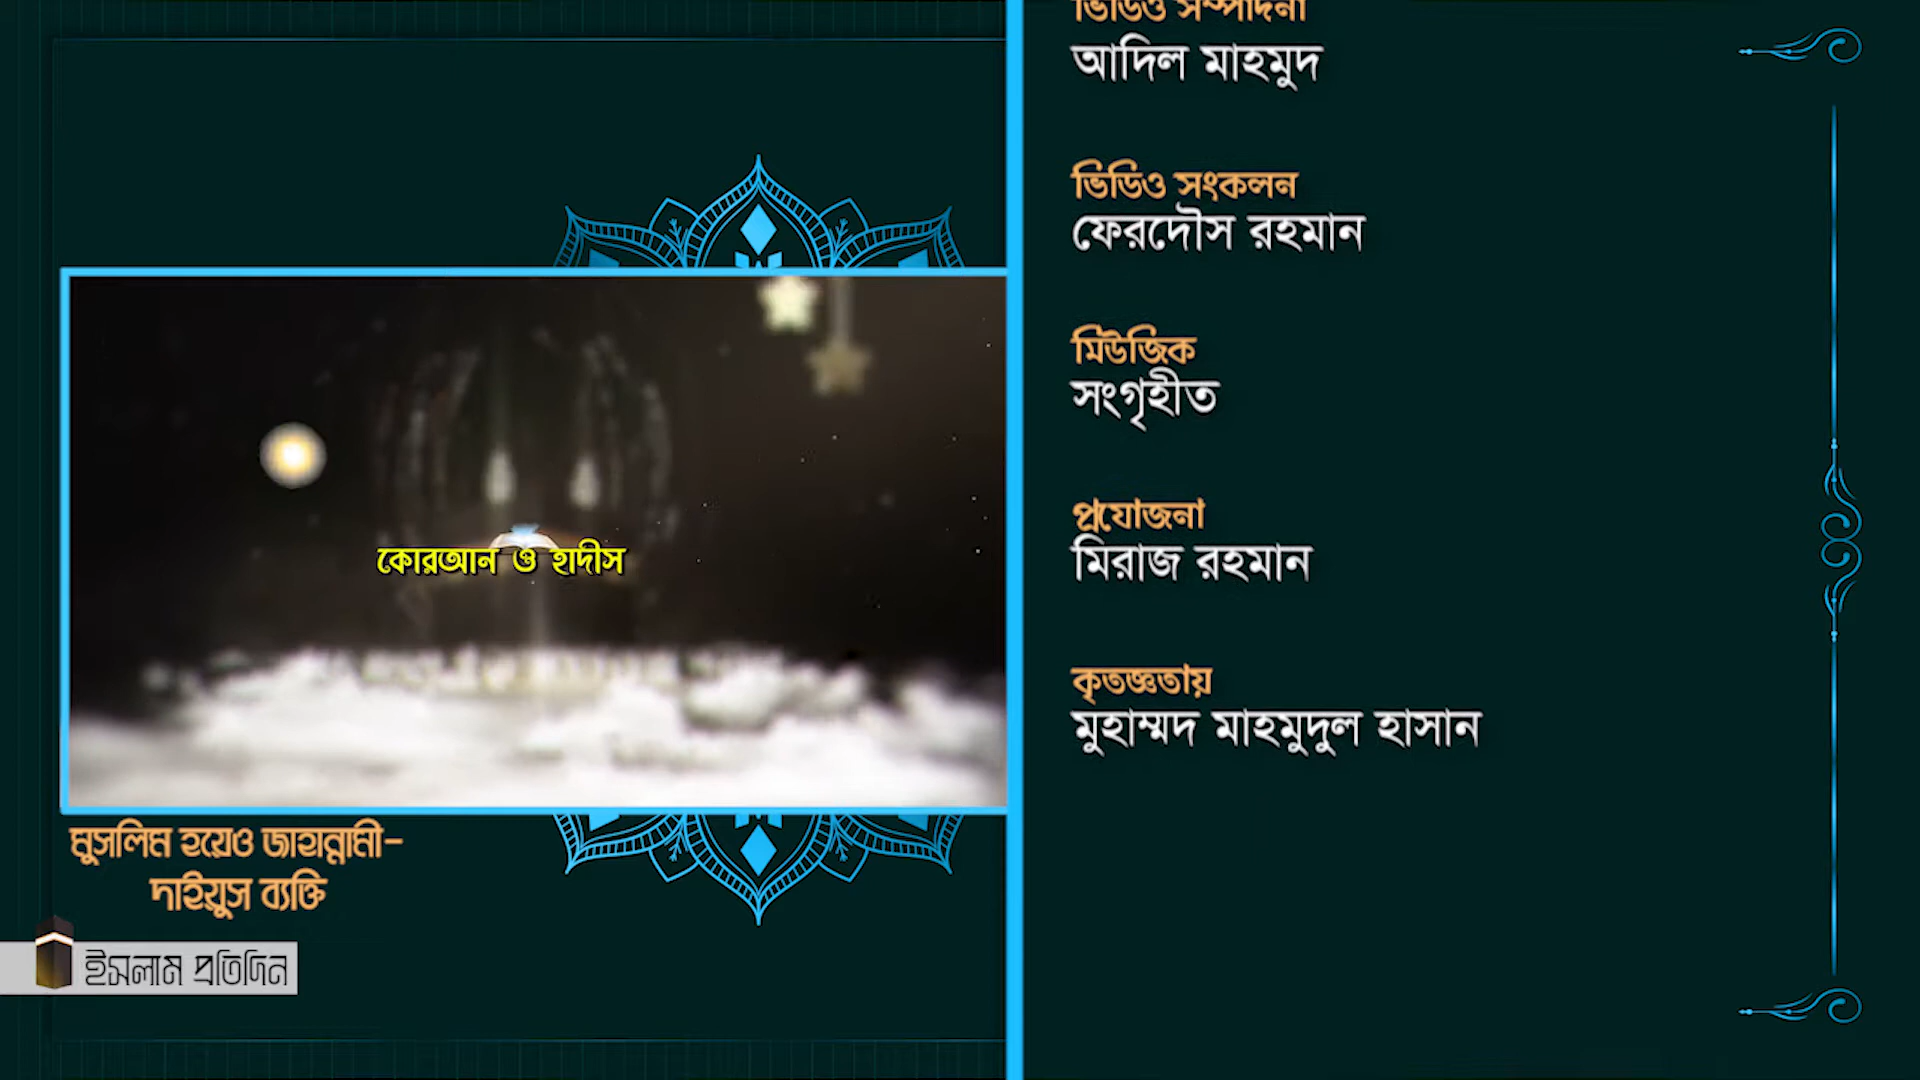 কোরআন ও হাদীস
মুসলিম হয়েও জাহান্নামী-
দাইয়ুস ব্যক্তি
ইসলাম প্রতিদিন
ভিডিও সম্পাদনা
আদিল মাহমুদ
ভিডিও সংকলন
ফেরদৌস রহমান
মিউজিক
সংগৃহীত
প্রযোজনা
মিরাজ রহমান
কৃতজ্ঞতায়
মুহাম্মদ মাহমুদুল হাসান